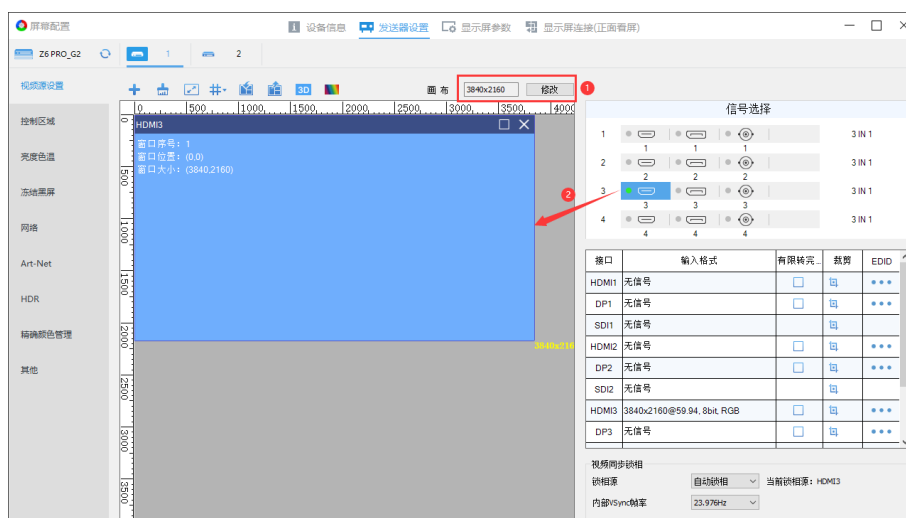 屏幕配置
设备信息 发送器设置 显示屏参数 显示屏连接(正面看屏)
Z6 PRO_G2 1 2
视频源设置
控制区域
亮度色温
冻结黑屏
网络
Art-Net
HDR
精确颜色管理
其他
3D 画布 3840x2160 修改 1
0 500 1000 1500 2000 2500 3000 3500 4000
0
500
1000
1500
2000
2500
3000
3500
HDMI3
窗口序号: 1
窗口位置: (0,0)
窗口大小: (3840,2160)
3840x216
2
信号选择
1 3 IN 1
1 1 1
2 3 IN 1
2 2 2
3 3 IN 1
3 3 3
4 3 IN 1
4 4 4
接口 输入格式 有限转完... 裁剪 EDID
HDMI1 无信号
DP1 无信号
SDI1 无信号
HDMI2 无信号
DP2 无信号
SDI2 无信号
HDMI3 3840x2160@59.94, 8bit, RGB
DP3 无信号
视频同步锁相
锁相源 自动锁相 当前锁相源: HDMI3
内部VSync帧率 23.976Hz